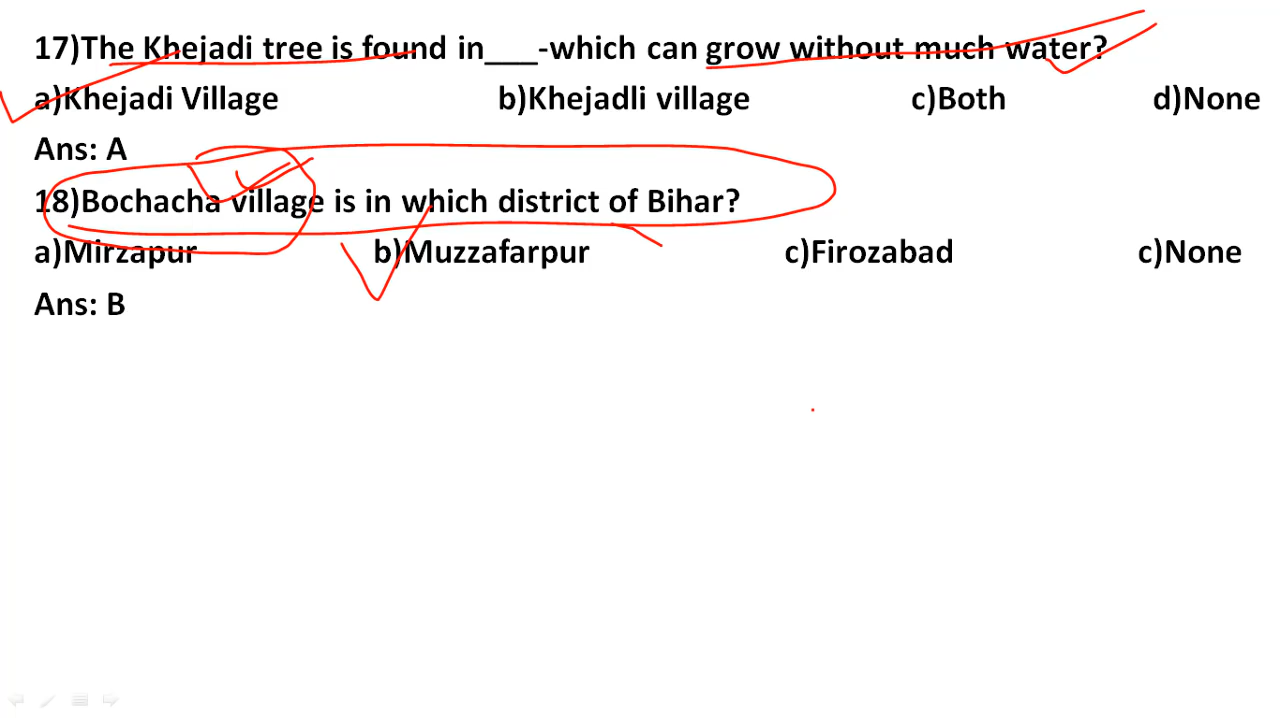 17)The Khejadi tree is found in___-which can grow without much water?
a)Khejadi Village b)Khejadli village c)Both d)None
Ans: A
18)Bochacha village is in which district of Bihar?
a)Mirzapur b)Muzzafarpur c)Firozabad c)None
Ans: B